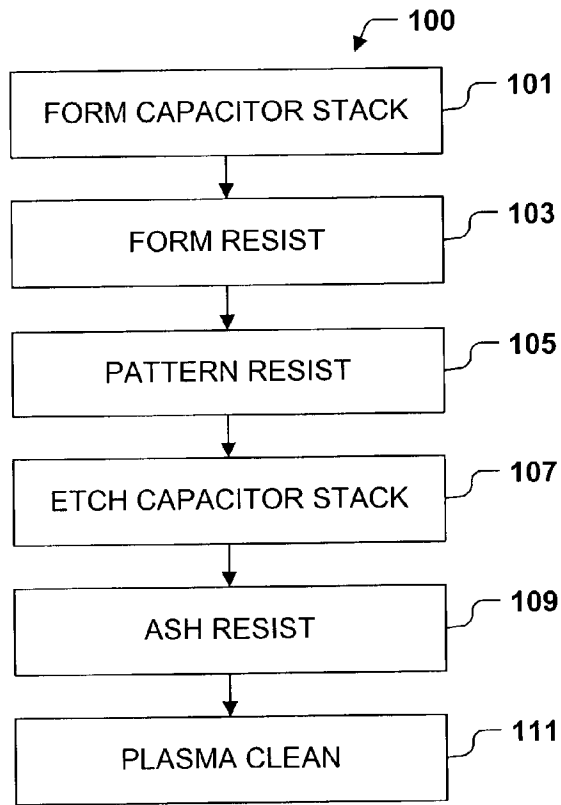 100
FORM CAPACITOR STACK
101
FORM RESIST
103
PATTERN RESIST
105
ETCH CAPACITOR STACK
107
ASH RESIST
109
PLASMA CLEAN
111